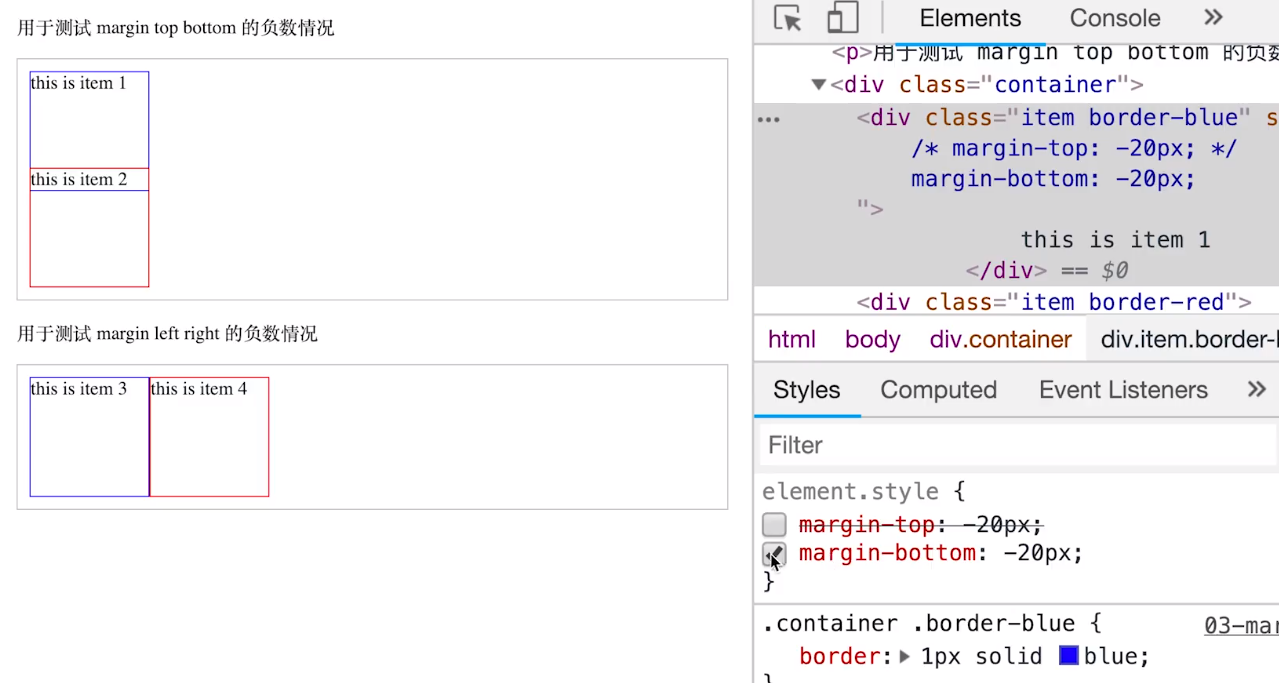 用于测试 margin top bottom 的负数情况
this is item 1
this is item 2
用于测试 margin left right 的负数情况
this is item 3
this is item 4
Elements Console »
<p>用于测试 margin top bottom 的负数
▼<div class="container">
••• <div class="item border-blue" s
/* margin-top: -20px; */
margin-bottom: -20px;
">
this is item 1
</div> == $0
<div class="item border-red">
html body div.container div.item.border-l
Styles Computed Event Listeners »
Filter
element.style {
margin-top: -20px;
margin-bottom: -20px;
}
.container .border-blue { 03-mar
border:▶ 1px solid blue;
}